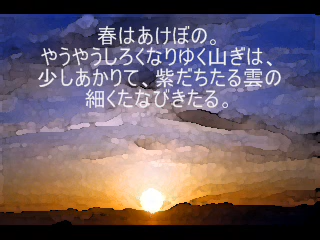 春はあけぼの。
やうやうしろくなりゆく山ぎは、
少しあかりて、紫だちたる雲の
細くたなびきたる。